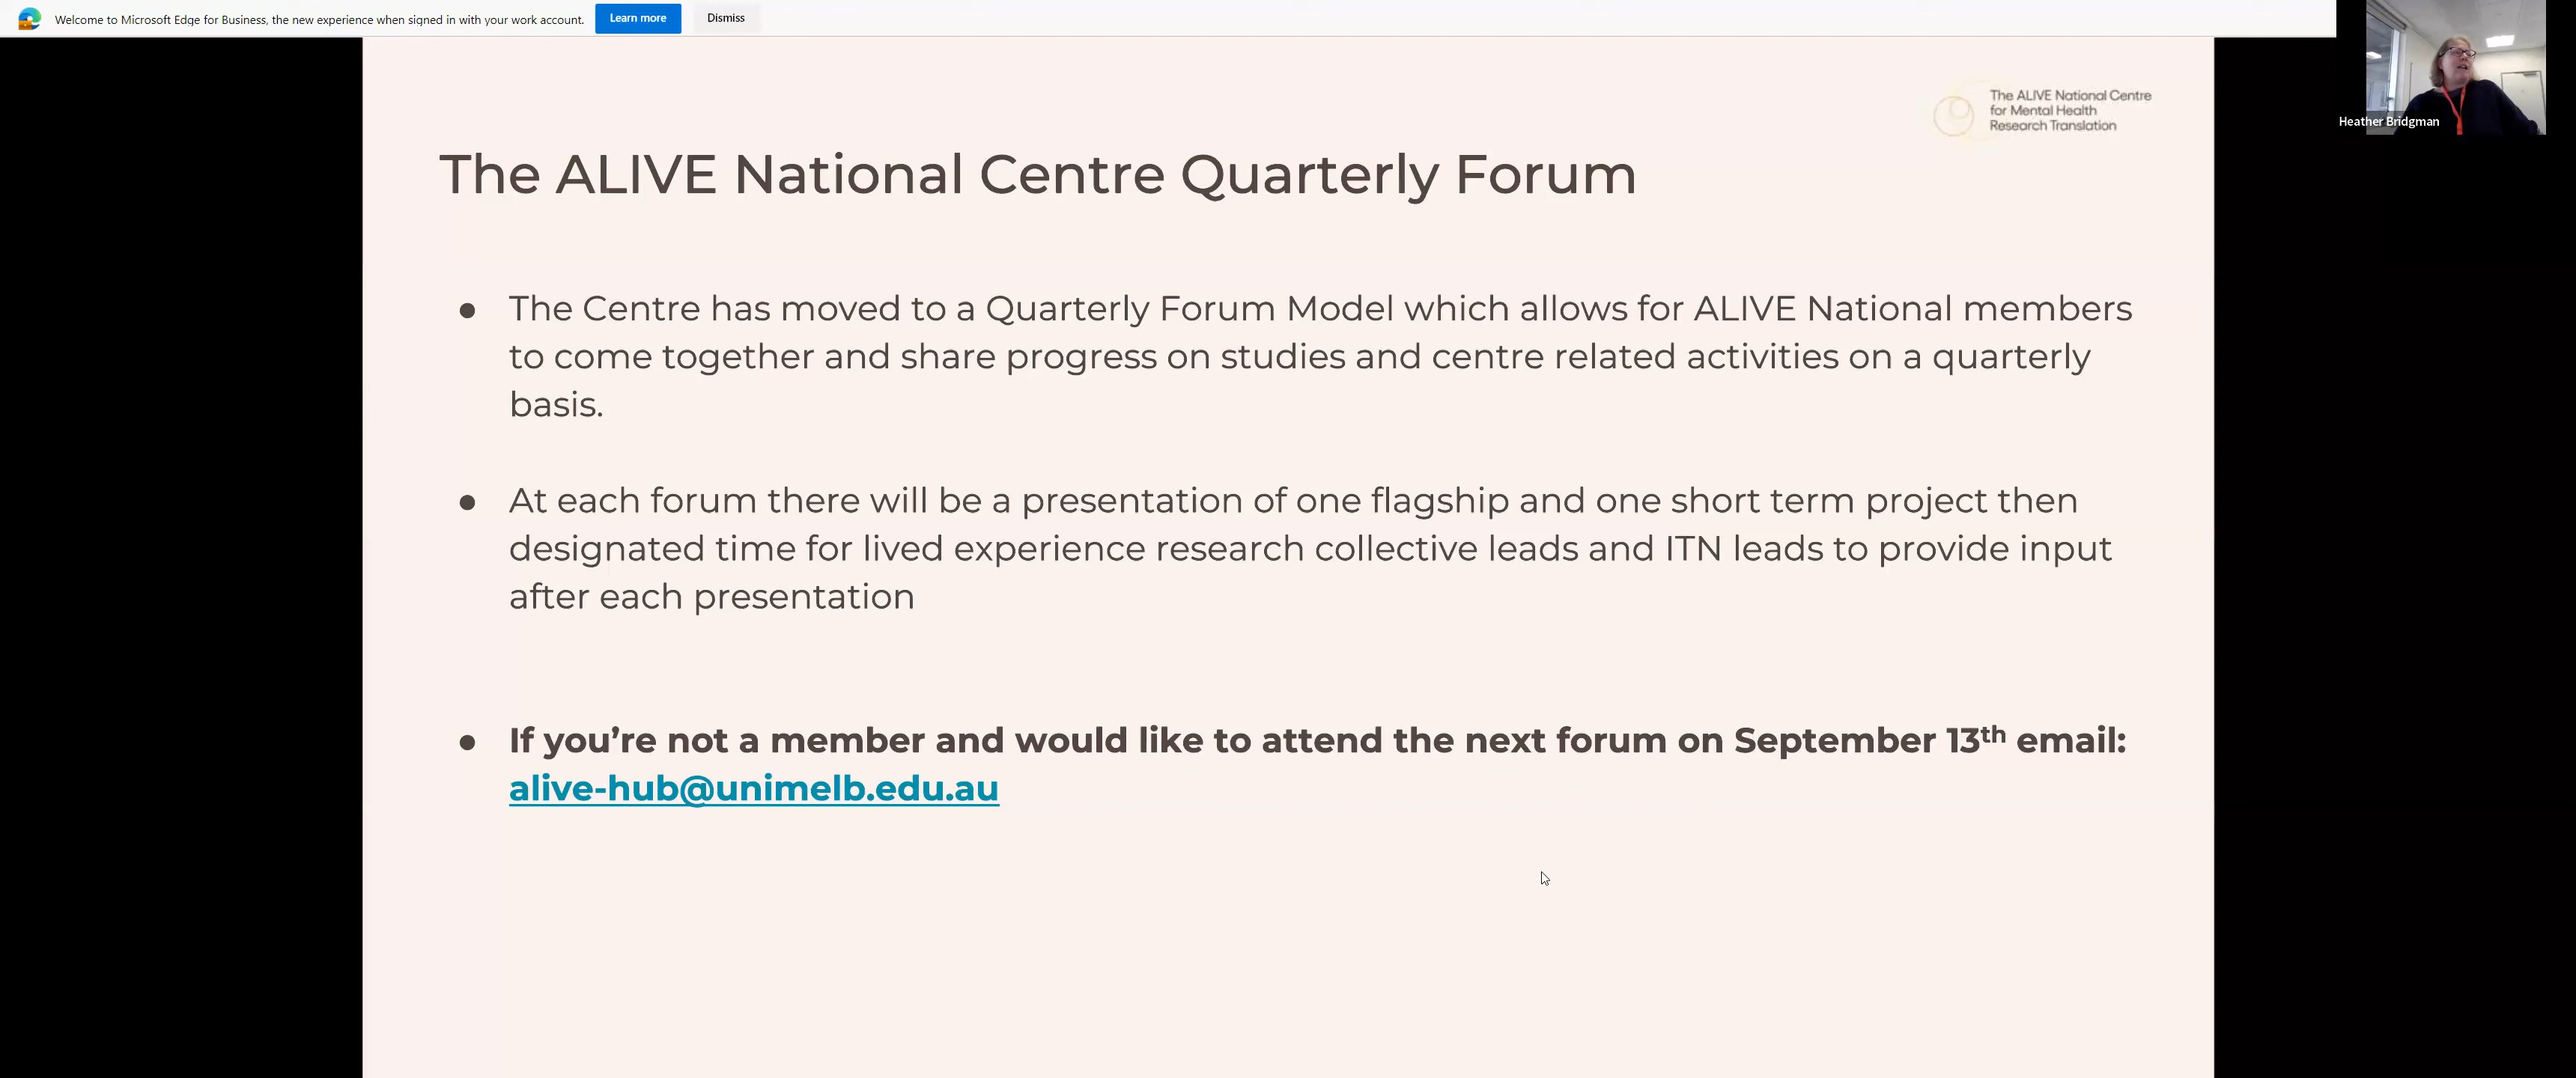 Welcome to Microsoft Edge for Business, the new experience when signed in with your work account.
Learn more
Dismiss
Heather Bridgman
The ALIVE National Centre
for Mental Health
Research Translation
The ALIVE National Centre Quarterly Forum
● The Centre has moved to a Quarterly Forum Model which allows for ALIVE National members
to come together and share progress on studies and centre related activities on a quarterly
basis.
● At each forum there will be a presentation of one flagship and one short term project then
designated time for lived experience research collective leads and ITN leads to provide input
after each presentation
● If you’re not a member and would like to attend the next forum on September 13th email:
alive-hub@unimelb.edu.au